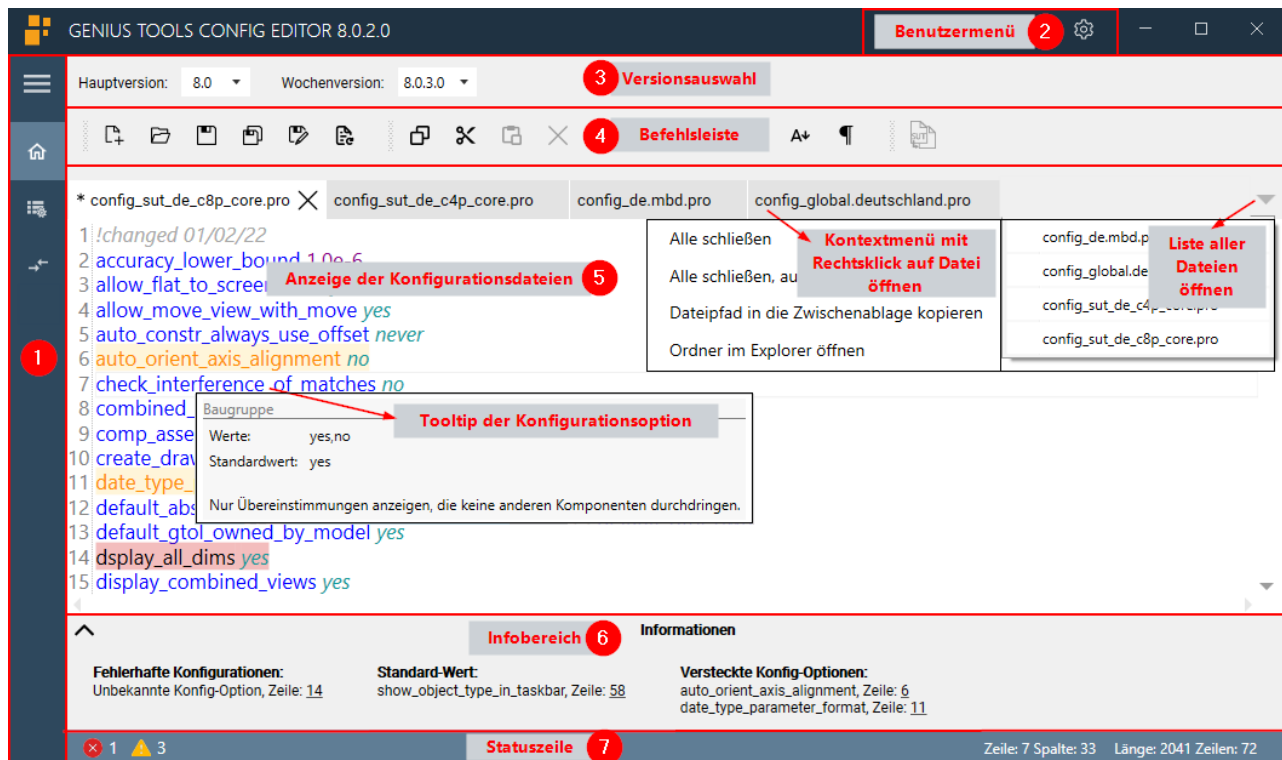 GENIUS TOOLS CONFIG EDITOR 8.0.2.0
Benutzermenü 2
Hauptversion: 8.0 Wochenversion: 8.0.3.0 3 Versionsauswahl
4 Befehlsleiste A
SUT
* config_sut_de_c8p_core.pro config_sut_de_c4p_core.pro config_de.mbd.pro config_global.deutschland.pro
1 !changed 01/02/22
2 accuracy_lower_bound 1.0e-6
3 allow_flat_to_screen
4 allow_move_view_with_move yes
5 auto_constr_always_use_offset never
6 auto_orient_axis_alignment no
7 check_interference_of_matches no
8 combined_
9 comp_asse
10 create_draw
11 date_type_
12 default_abs
13 default_gtol_owned_by_model yes
14 dsplay_all_dims yes
15 display_combined_views yes
1
Anzeige der Konfigurationsdateien 5
Alle schließen
Alle schließen, au
Dateipfad in die Zwischenablage kopieren
Ordner im Explorer öffnen
Kontextmenü mit
Rechtsklick auf Datei
öffnen
config_de.mbd.p
config_global.de
config_sut_de_c4p_core.pro
config_sut_de_c8p_core.pro
Liste aller
Dateien
öffnen
Baugruppe
Werte: yes,no
Standardwert: yes
Nur Übereinstimmungen anzeigen, die keine anderen Komponenten durchdringen.
Tooltip der Konfigurationsoption
Infobereich 6
Informationen
Fehlerhafte Konfigurationen:
Unbekannte Konfig-Option, Zeile: 14
Standard-Wert:
show_object_type_in_taskbar, Zeile: 58
Versteckte Konfig-Optionen:
auto_orient_axis_alignment, Zeile: 6
date_type_parameter_format, Zeile: 11
1 3 Statuszeile 7 Zeile: 7 Spalte: 33 Länge: 2041 Zeilen: 72